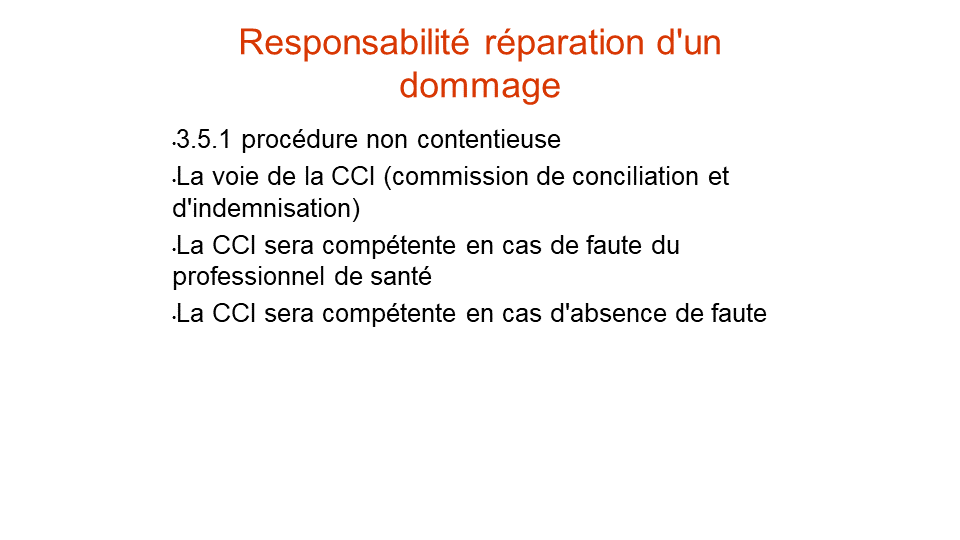 Responsabilité réparation d'un
dommage
•3.5.1 procédure non contentieuse
•La voie de la CCI (commission de conciliation et
d'indemnisation)
•La CCI sera compétente en cas de faute du
professionnel de santé
•La CCI sera compétente en cas d'absence de faute